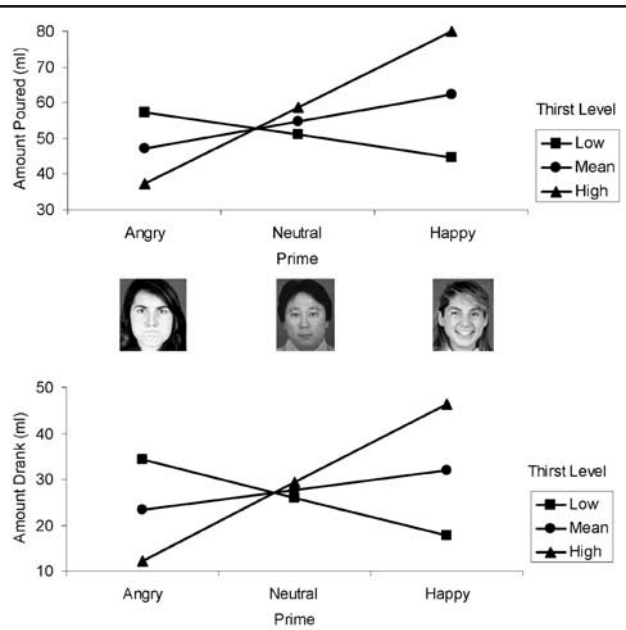 Amount Poured (ml)
80
70
60
50
40
30
Angry Neutral Happy
Prime
Thirst Level
Low
Mean
High
Amount Drank (ml)
50
40
30
20
10
Angry Neutral Happy
Prime
Thirst Level
Low
Mean
High